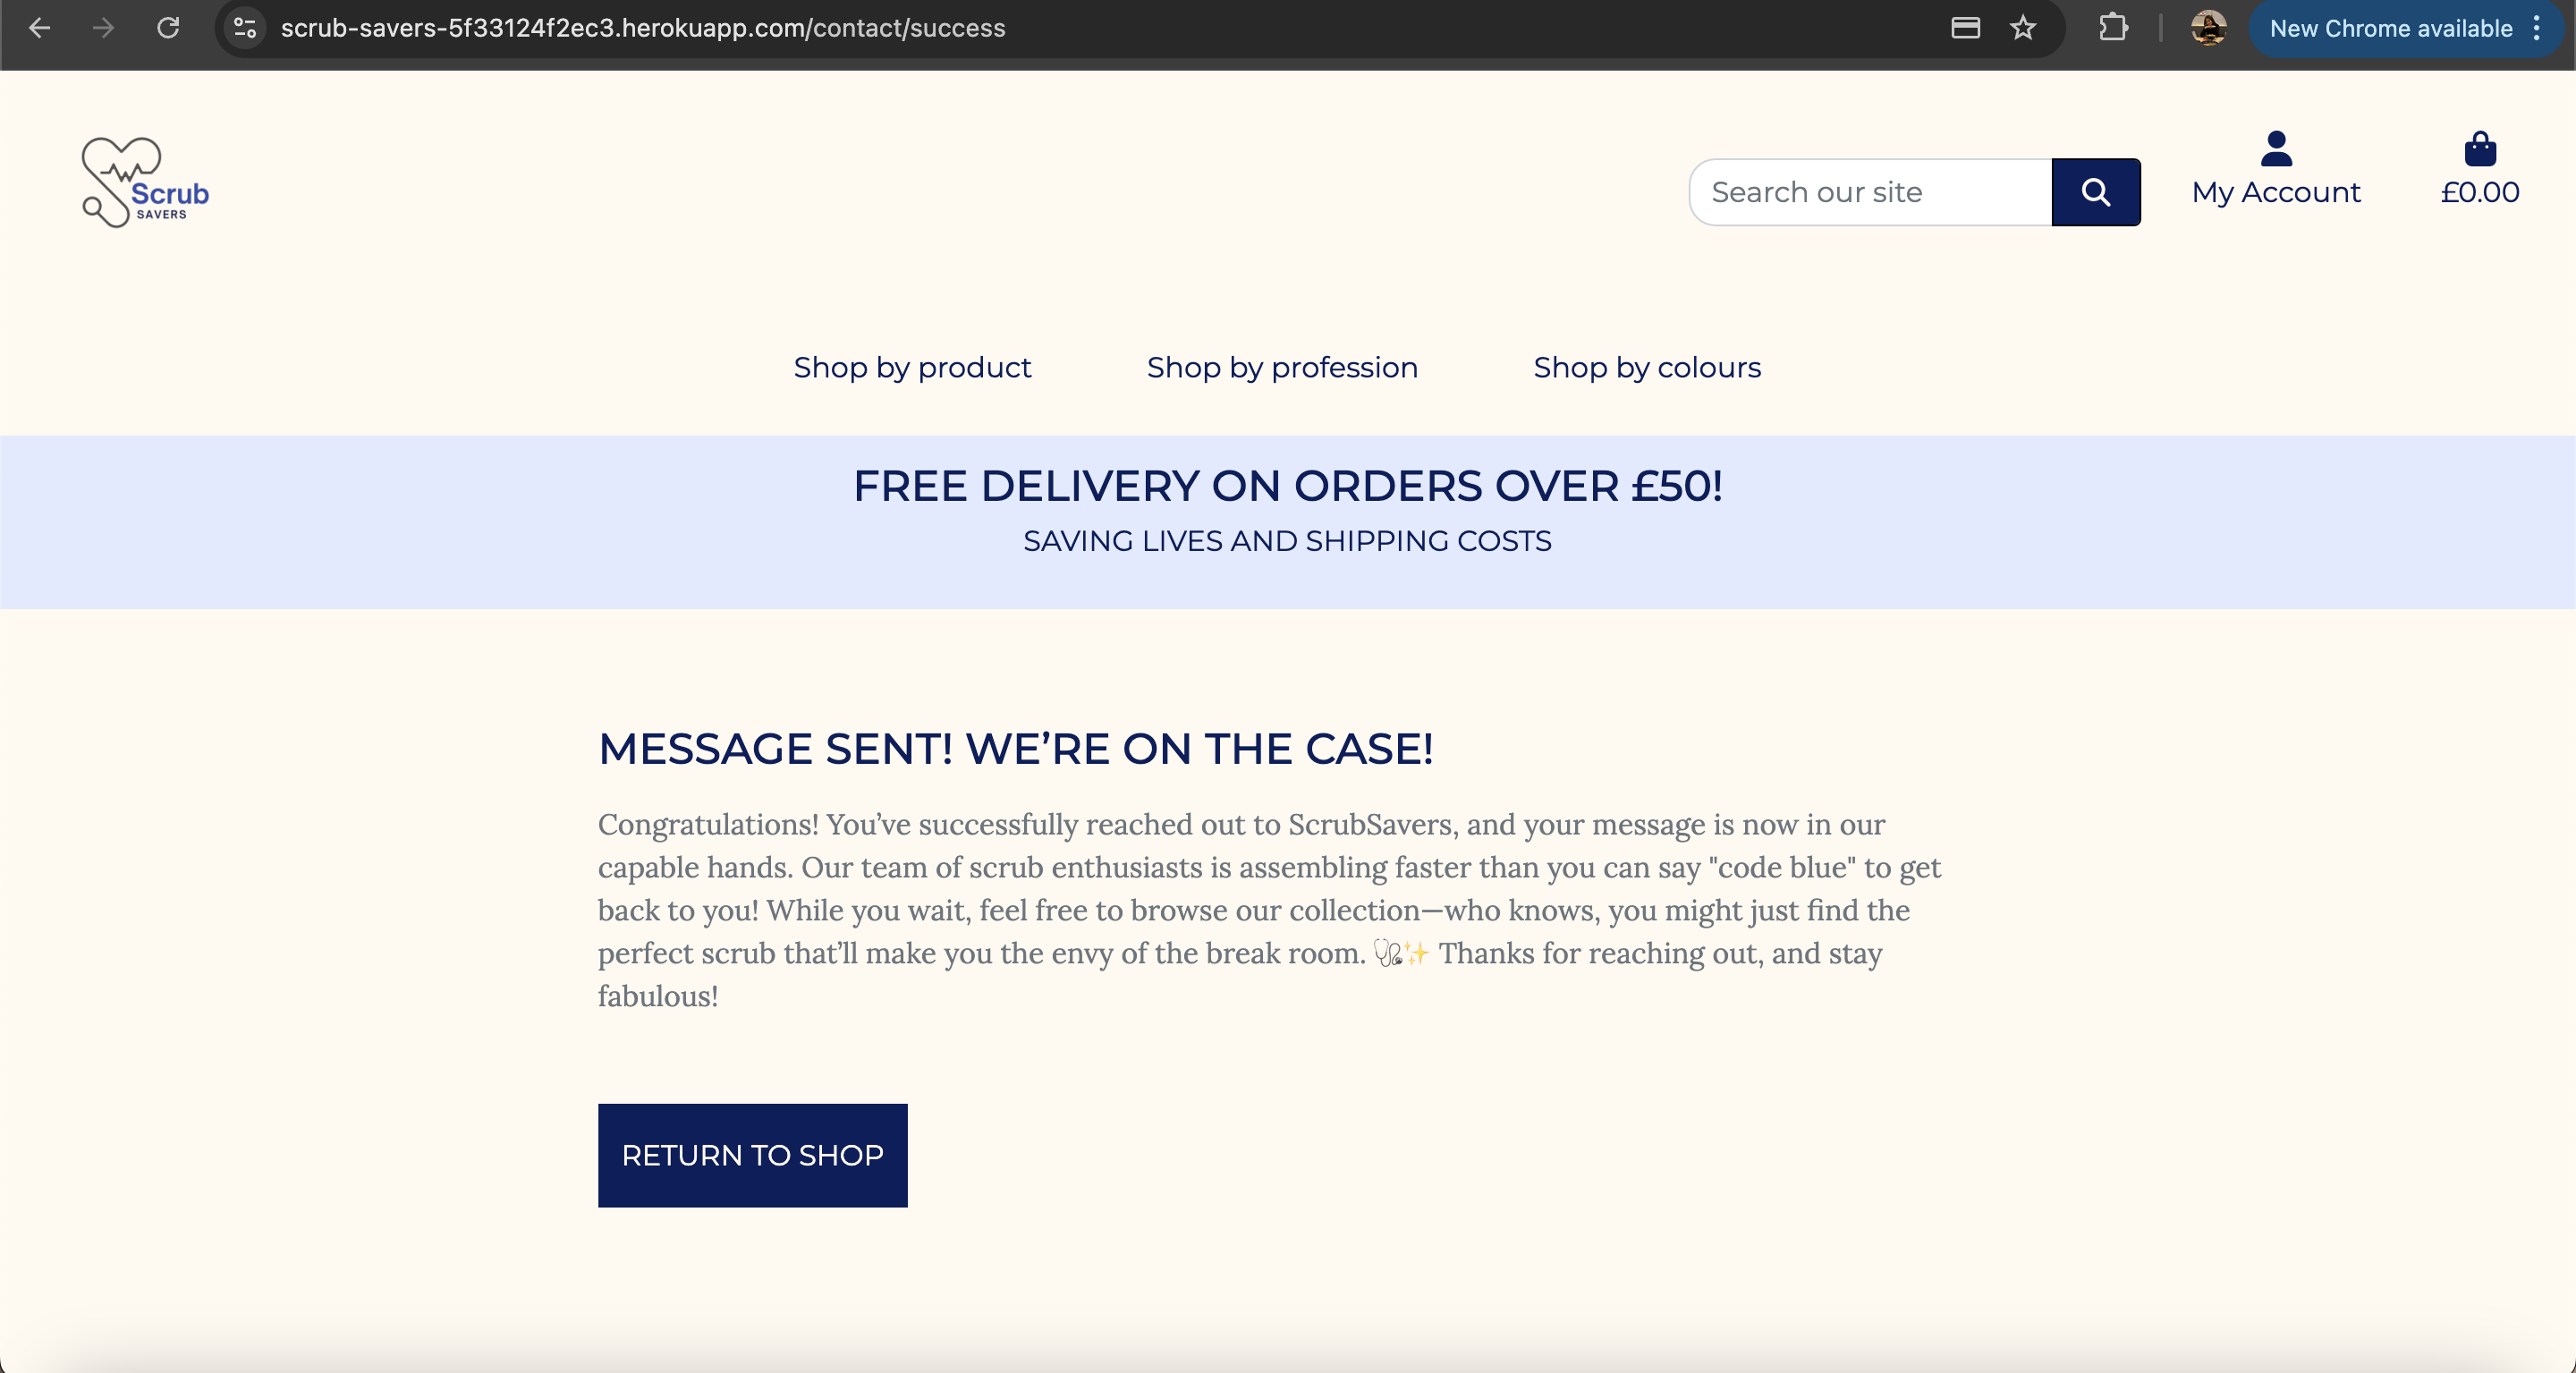 scrub-savers-5f33124f2ec3.herokuapp.com/contact/success
New Chrome available
Scrub
SAVERS
Search our site
My Account
£0.00
Shop by product
Shop by profession
Shop by colours
FREE DELIVERY ON ORDERS OVER £50!
SAVING LIVES AND SHIPPING COSTS
MESSAGE SENT! WE’RE ON THE CASE!
Congratulations! You’ve successfully reached out to ScrubSavers, and your message is now in our
capable hands. Our team of scrub enthusiasts is assembling faster than you can say "code blue" to get
back to you! While you wait, feel free to browse our collection—who knows, you might just find the
perfect scrub that’ll make you the envy of the break room. 🩺✨ Thanks for reaching out, and stay
fabulous!
RETURN TO SHOP